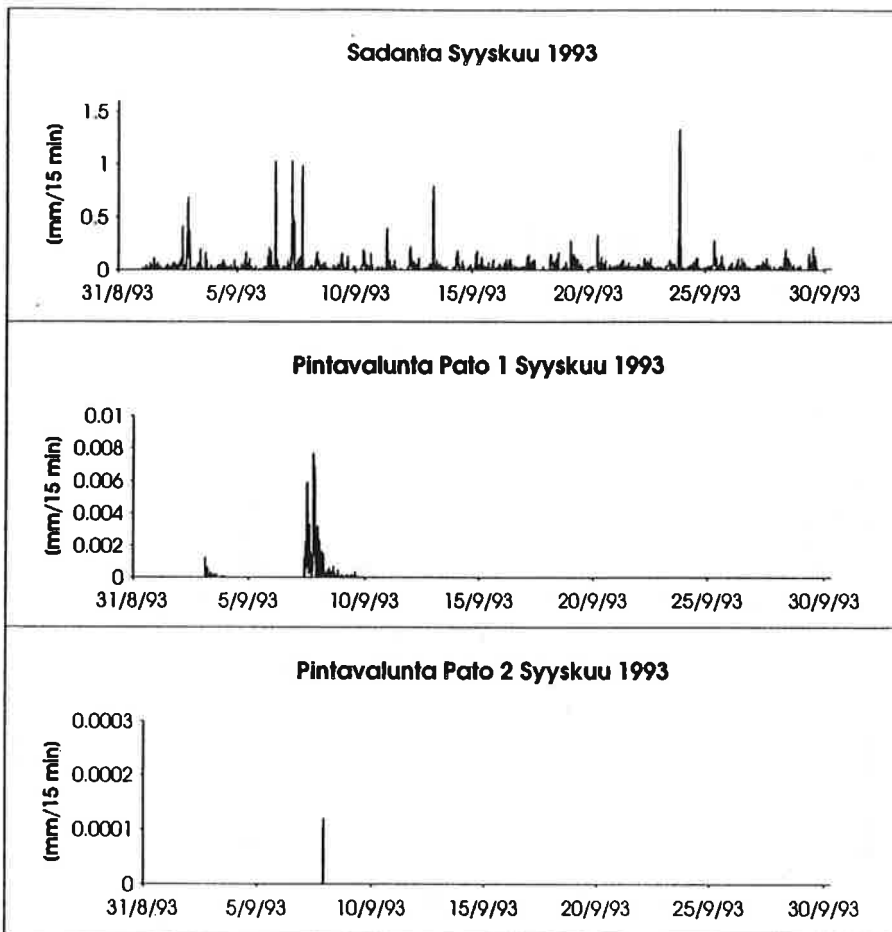 Sadanta Syyskuu 1993
(mm/15 min)
1.5
1
0.5
0
31/8/93 5/9/93 10/9/93 15/9/93 20/9/93 25/9/93 30/9/93
Pintavalunta Pato 1 Syyskuu 1993
(mm/15 min)
0.01
0.008
0.006
0.004
0.002
0
31/8/93 5/9/93 10/9/93 15/9/93 20/9/93 25/9/93 30/9/93
Pintavalunta Pato 2 Syyskuu 1993
(mm/15 min)
0.0003
0.0002
0.0001
0
31/8/93 5/9/93 10/9/93 15/9/93 20/9/93 25/9/93 30/9/93